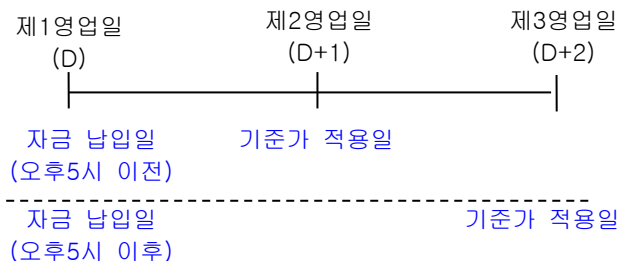 제1영업일 제2영업일 제3영업일
(D) (D+1) (D+2)
자금 납입일 기준가 적용일
(오후5시 이전)
자금 납입일 기준가 적용일
(오후5시 이후)